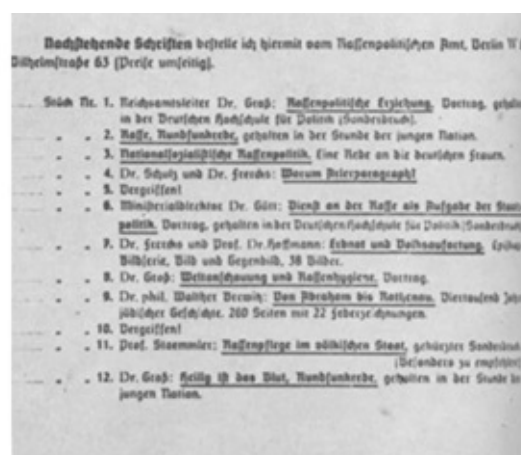 Nachstehende Schriften bestelle ich hiermit vom Rassenpolitischen Amt, Berlin W
Wilhelmstraße 63 (Preise umseitig).
Stück Nr. 1. Reichsamtsleiter Dr. Groß: Rassenpolitische Erziehung, Vortrag,
in der Deutschen Hochschule für Politik (Sonderdruck).
" " 2. Rasse, Rundfunkrede, gehalten in der Stunde der jungen Nation.
" " 3. Nationalsozialistische Rassenpolitik. Eine Rede an die deutschen Frauen.
" " 4. Dr. Schulz und Dr. Frercks: Warum Arierparagraph?
" " 5. Vergriffen!
" " 6. Ministerialdirektor Dr. Gütt: Dienst an der Rasse als Aufgabe der
politik. Vortrag, gehalten in der Deutschen Hochschule für Politik
" " 7. Dr. Frercks und Prof. Dr. Hoffmann: Erbnot und Volksaufartung.
Bildserie, Bild und Gegenbild, 38 Bilder.
" " 8. Dr. Groß: Weltanschauung und Rassenhygiene. Vortrag.
" " 9. Dr. phil. Walther Von Abraham bis Rathenau. Viertausend
jüdischer Geschichte. 200 Seiten mit 22 Federzeichnungen.
" " 10. Vergriffen!
" " 11. Prof. Staemmler: Rassenpflege im völkischen Staat, gekürzter
(Besonders zu
" " 12. Dr. Groß: Heilig ist das Blut, Rundfunkrede, gehalten in der Stunde
jungen Nation.